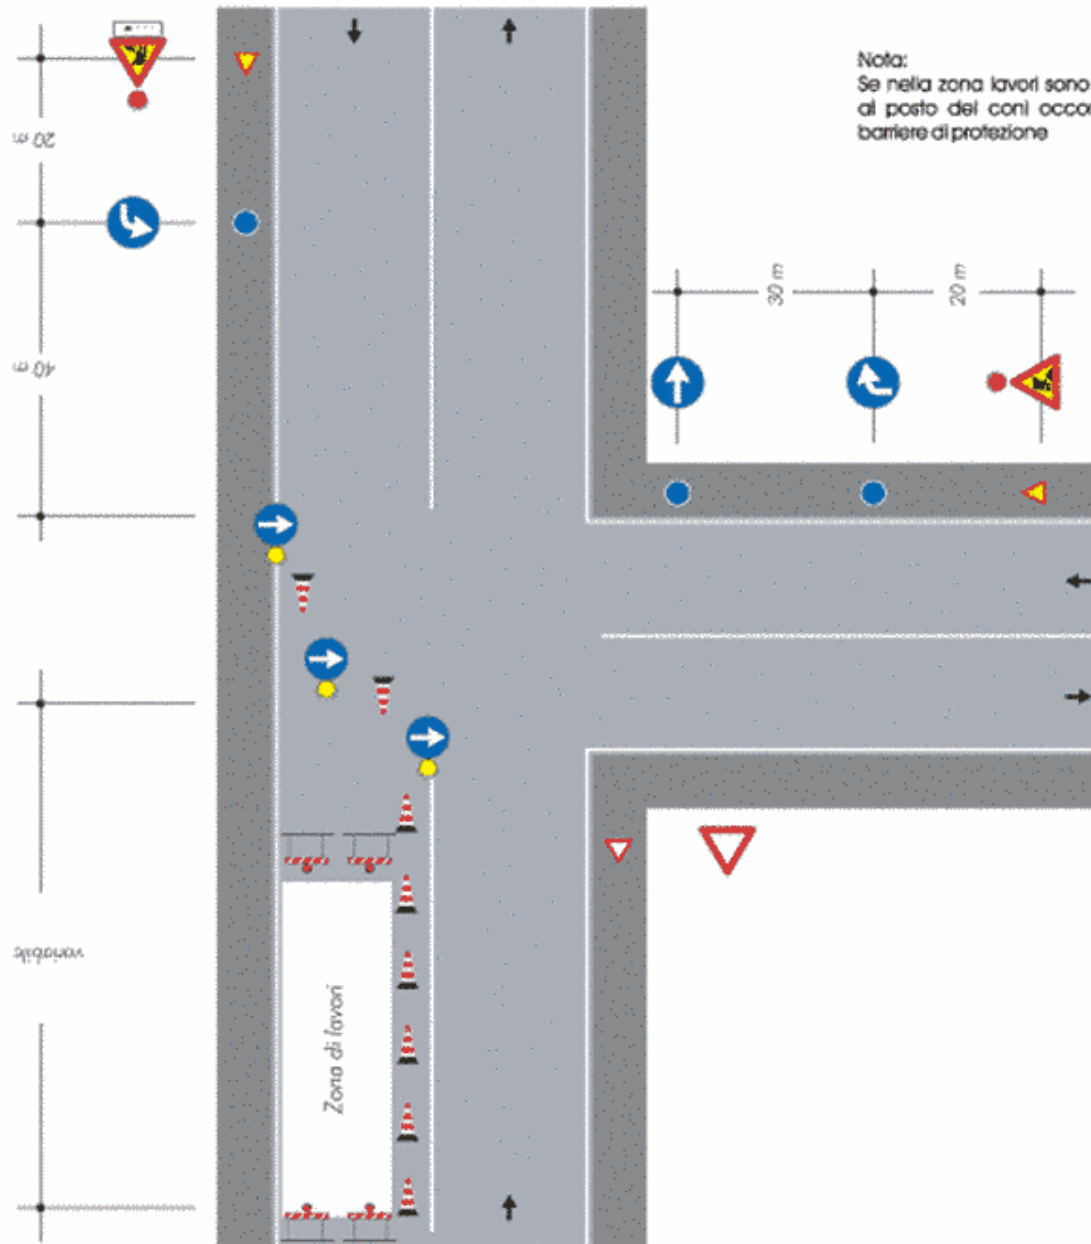 Nota:
Se nella zona lavori sono
al posto dei coni
barriere di protezione
20 m
40 m
variabile
30 m
20 m
Zona di lavori